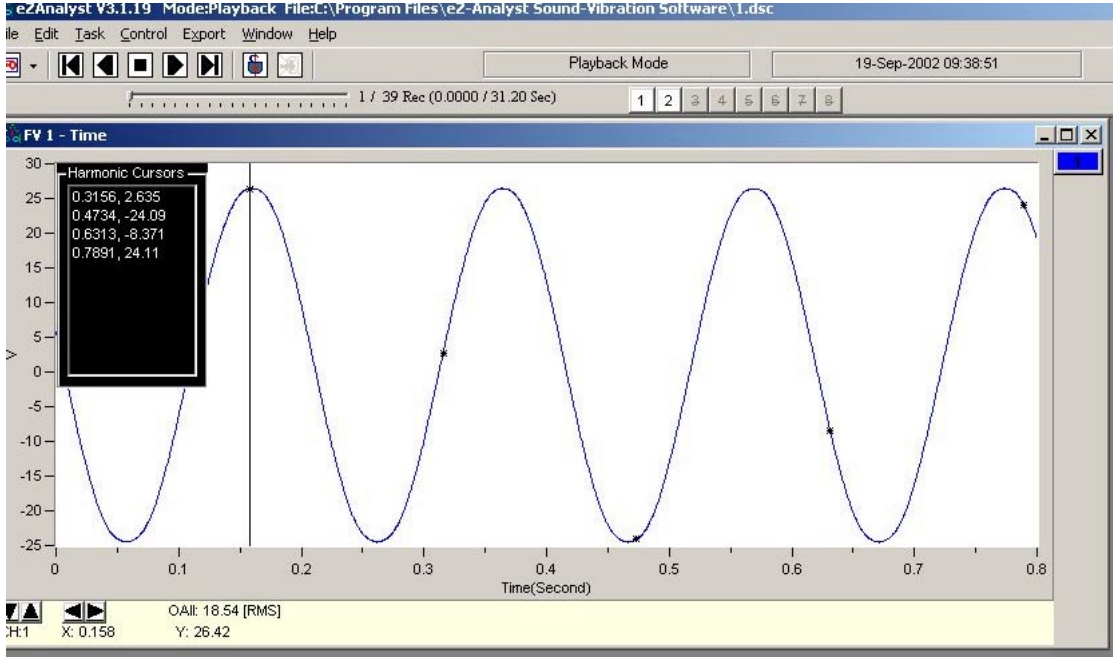 eZAnalyst V3.1.19 Mode:Playback File:C:\Program Files\eZ-Analyst Sound-Vibration Software\1.dsc
Edit Task Control Export Window Help
Playback Mode
19-Sep-2002 09:38:51
1 / 39 Rec (0.0000 / 31.20 Sec)
1 2 3 4 5 6 7 8
FV 1 - Time
Harmonic Cursors
0.3156, 2.635
0.4734, -24.09
0.6313, -8.371
0.7891, 24.11
30
25
20
15
10
5
0
-5
-10
-15
-20
-25
V
0 0.1 0.2 0.3 0.4 0.5 0.6 0.7 0.8
Time(Second)
OAll: 18.54 [RMS]
CH:1 X: 0.158 Y: 26.42